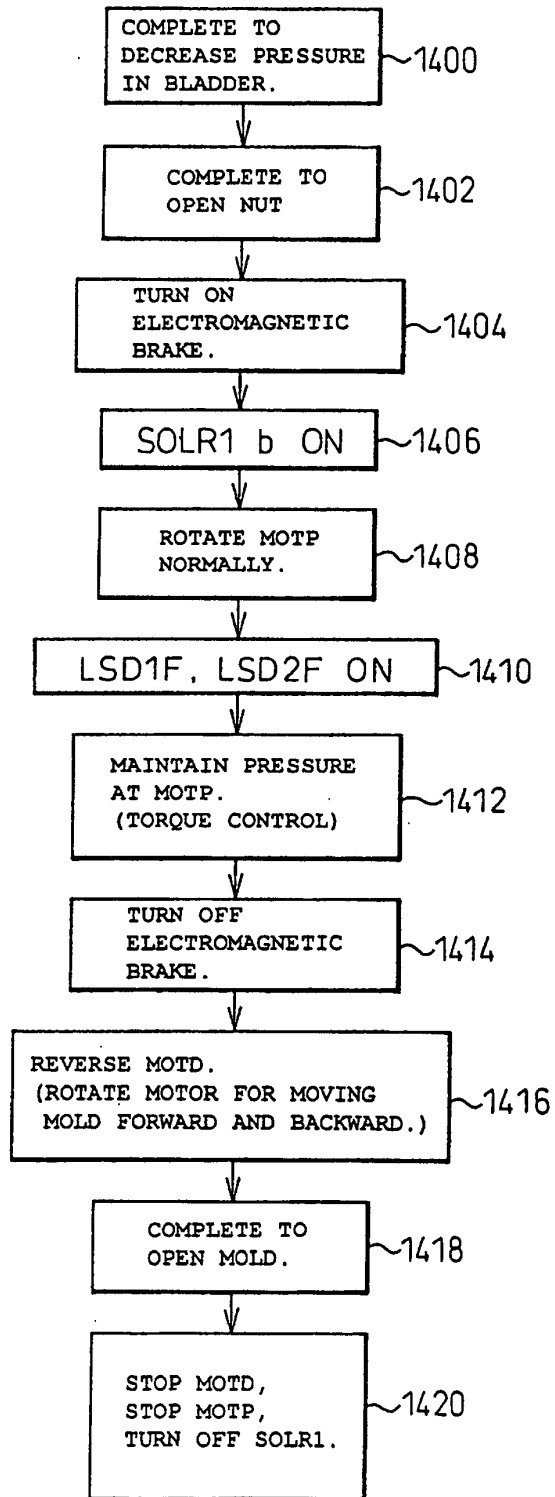 COMPLETE TO
DECREASE PRESSURE
IN BLADDER.
1400
COMPLETE TO
OPEN NUT
1402
TURN ON
ELECTROMAGNETIC
BRAKE.
1404
SOLR1 b ON
1406
ROTATE MOTP
NORMALLY.
1408
LSD1F, LSD2F ON
1410
MAINTAIN PRESSURE
AT MOTP.
(TORQUE CONTROL)
1412
TURN OFF
ELECTROMAGNETIC
BRAKE.
1414
REVERSE MOTD.
(ROTATE MOTOR FOR MOVING
MOLD FORWARD AND BACKWARD.)
1416
COMPLETE TO
OPEN MOLD.
1418
STOP MOTD,
STOP MOTP,
TURN OFF SOLR1.
1420